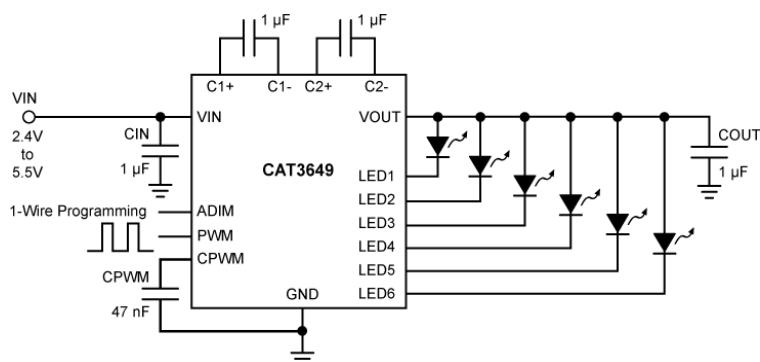 1 µF
1 µF
C1+
C1-
C2+
C2-
VIN
2.4V
to
5.5V
VIN
CIN
1 µF
VOUT
COUT
1 µF
CAT3649
LED1
LED2
LED3
LED4
LED5
LED6
1-Wire Programming
ADIM
PWM
CPWM
CPWM
47 nF
GND